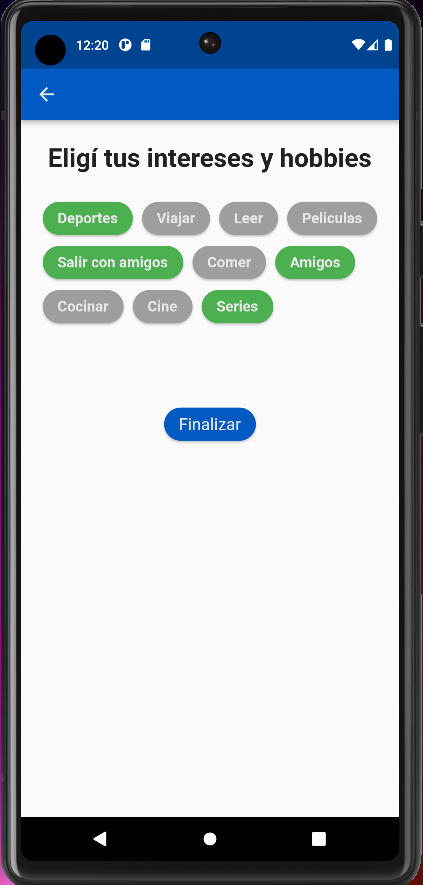 12:20
Eligí tus intereses y hobbies
Deportes Viajar Leer Peliculas
Salir con amigos Comer Amigos
Cocinar Cine Series
Finalizar